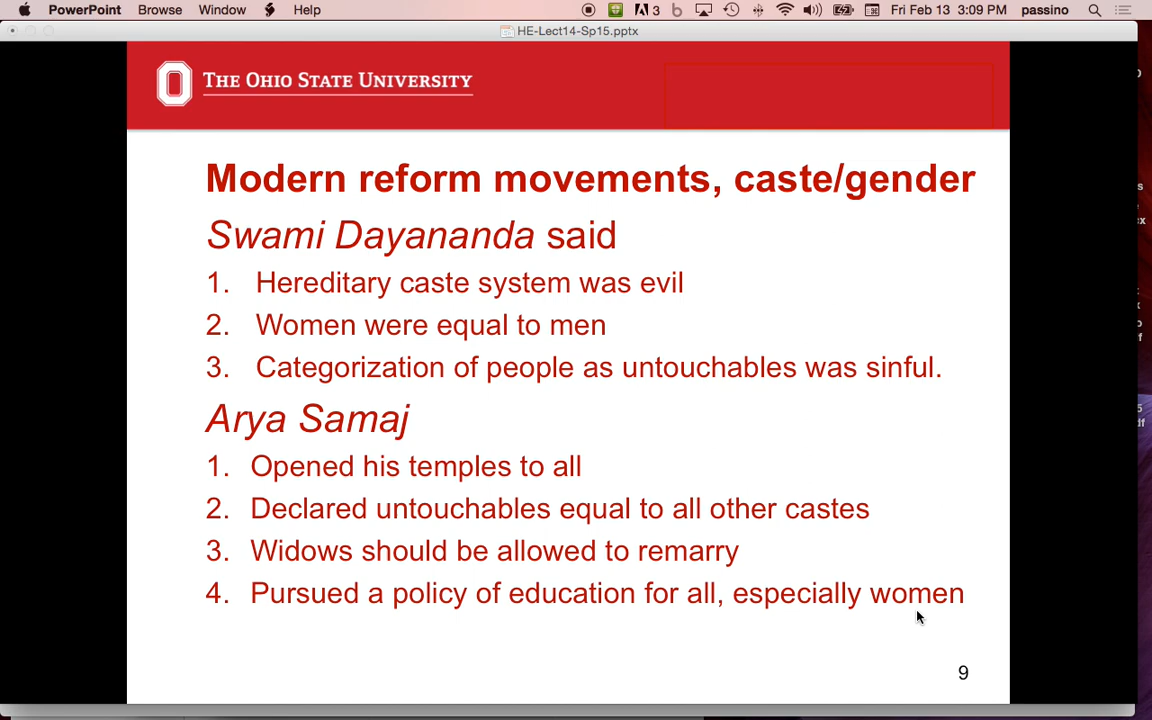 PowerPoint Browse Window Help 3 Fri Feb 13 3:09 PM passino
HE-Lect14-Sp15.pptx
THE OHIO STATE UNIVERSITY
Modern reform movements, caste/gender
Swami Dayananda said
1. Hereditary caste system was evil
2. Women were equal to men
3. Categorization of people as untouchables was sinful.
Arya Samaj
1. Opened his temples to all
2. Declared untouchables equal to all other castes
3. Widows should be allowed to remarry
4. Pursued a policy of education for all, especially women
9